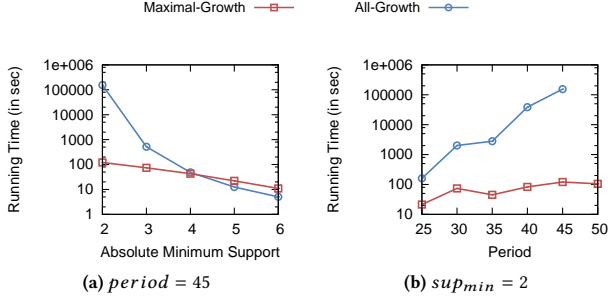 Maximal-Growth All-Growth
Running Time (in sec)
1e+006
100000
10000
1000
100
10
1
2 3 4 5 6
Absolute Minimum Support
(a) period = 45
Running Time (in sec)
1e+006
100000
10000
1000
100
10
25 30 35 40 45 50
Period
(b) sup_min = 2